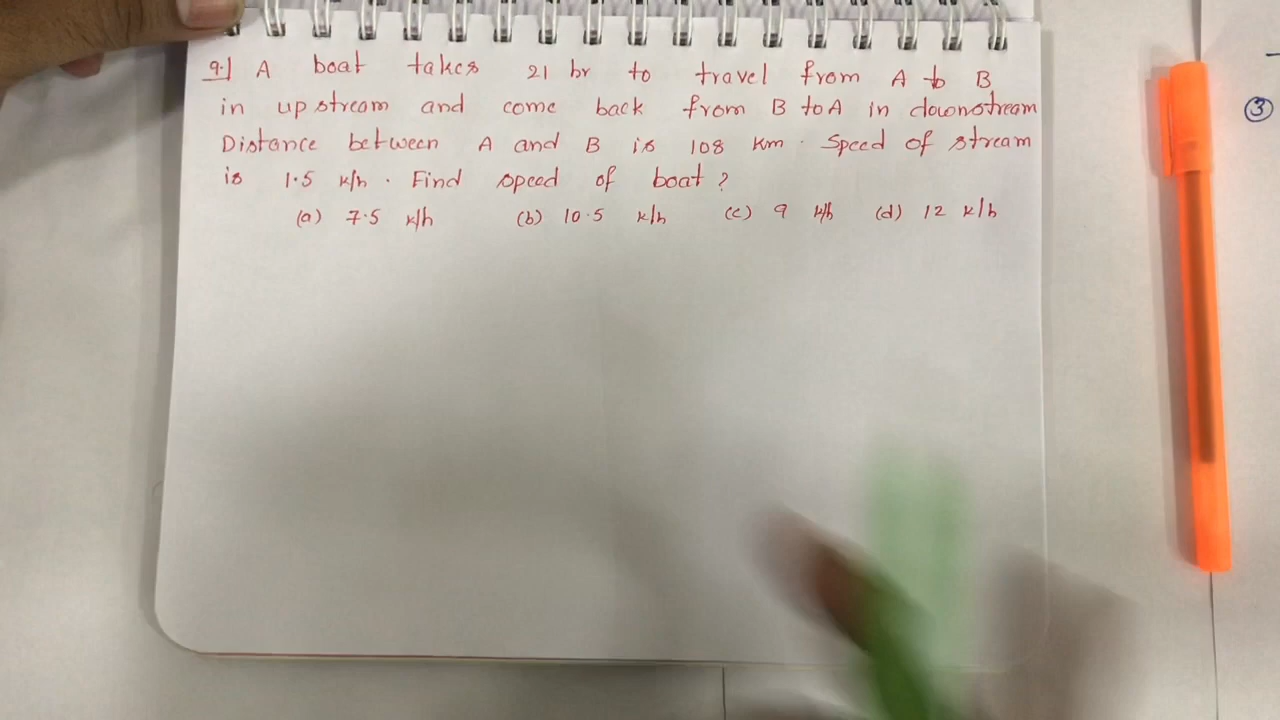 Q.1 A boat takes 21 hr to travel from A to B
in upstream and come back from B to A in downstream
Distance between A and B is 108 Km. Speed of stream
is 1.5 k/h. Find speed of boat?
(a) 7.5 k/h (b) 10.5 k/h (c) 9 k/h (d) 12 k/h
3